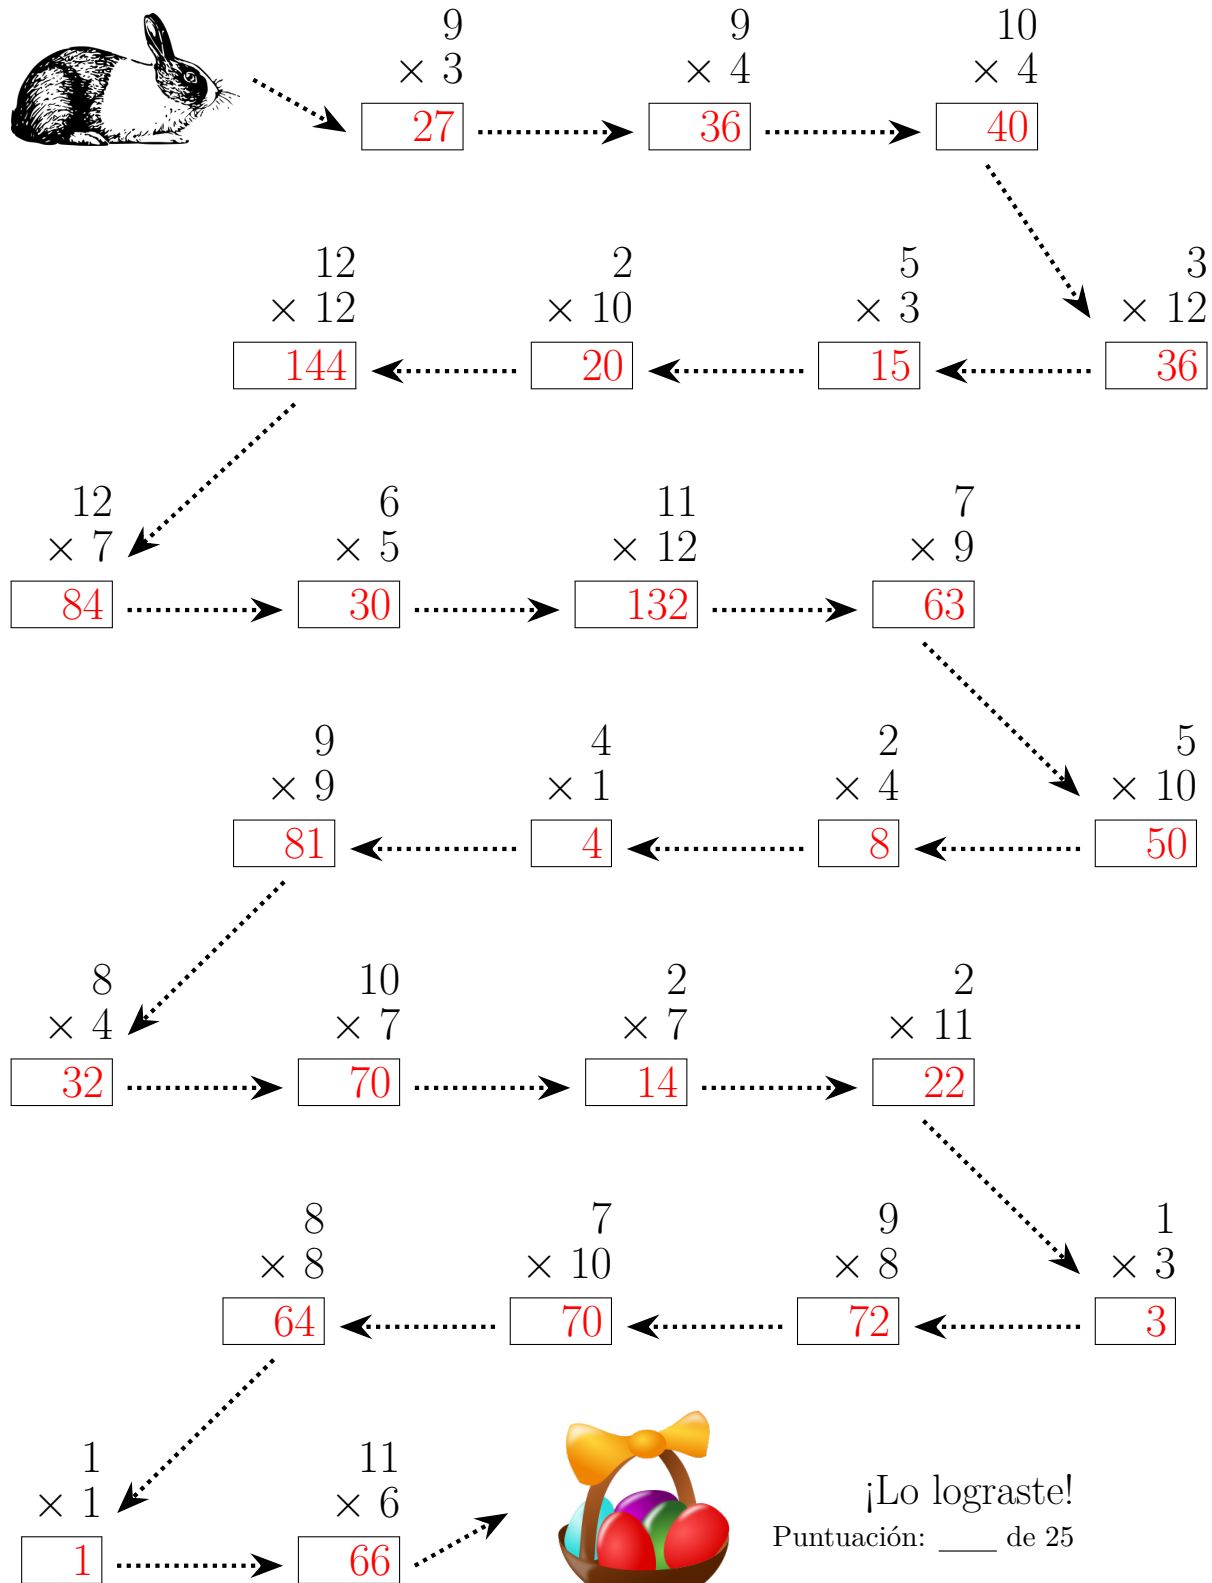 9 9 10
× 3 × 4 × 4
27 36 40
12 2 5 3
× 12 × 10 × 3 × 12
144 20 15 36
12 6 11 7
× 7 × 5 × 12 × 9
84 30 132 63
9 4 2 5
× 9 × 1 × 4 × 10
81 4 8 50
8 10 2 2
× 4 × 7 × 7 × 11
32 70 14 22
8 7 9 1
× 8 × 10 × 8 × 3
64 70 72 3
1 11
× 1 × 6
1 66
¡Lo lograste!
Puntuación: ____ de 25